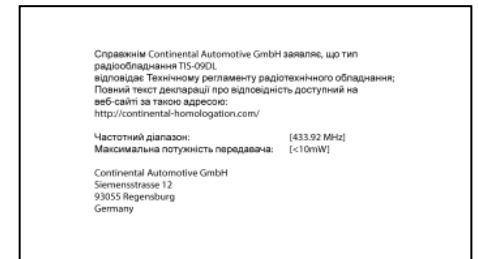 Справжнім Continental Automotive GmbH заявляє, що тип
радіообладнання TIS-09DL
відповідає Технічному регламенту радіотехнічного обладнання;
Повний текст декларації про відповідність доступний на
веб-сайті за такою адресою:
http://continental-homologation.com/
Частотний діапазон: [433.92 MHz]
Максимальна потужність передавача: [<10mW]
Continental Automotive GmbH
Siemensstrasse 12
93055 Regensburg
Germany